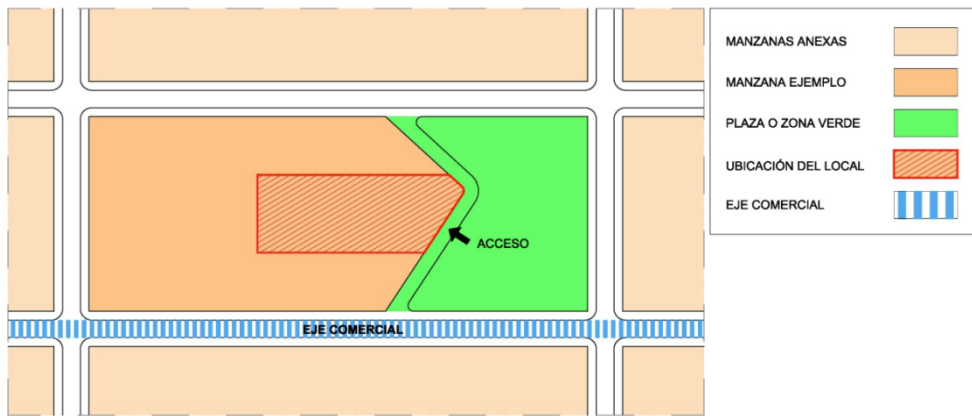 MANZANAS ANEXAS
MANZANA EJEMPLO
PLAZA O ZONA VERDE
UBICACIÓN DEL LOCAL
EJE COMERCIAL
ACCESO
EJE COMERCIAL